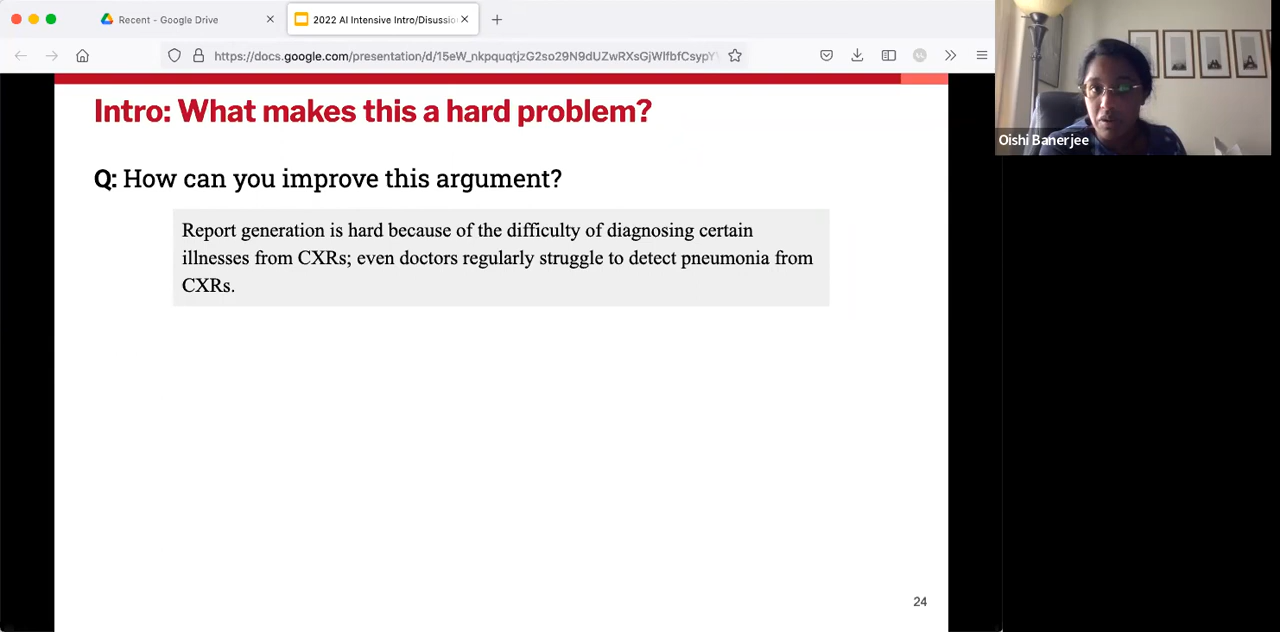 Recent - Google Drive
2022 AI Intensive Intro/Disussio
https://docs.google.com/presentation/d/15eW_nkpquqtjzG2so29N9dUZwRXsGjWlfbfCsypY
Intro: What makes this a hard problem?
Q: How can you improve this argument?
Report generation is hard because of the difficulty of diagnosing certain
illnesses from CXRs; even doctors regularly struggle to detect pneumonia from
CXRs.
24
Oishi Banerjee